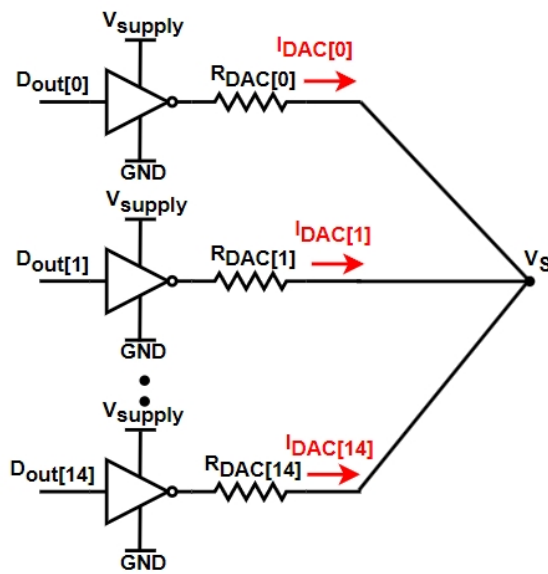 Vsupply
IDAC[0]
Dout[0]
RDAC[0]
GND
Vsupply
IDAC[1]
Dout[1]
RDAC[1]
VS
GND
Vsupply
IDAC[14]
Dout[14]
RDAC[14]
GND